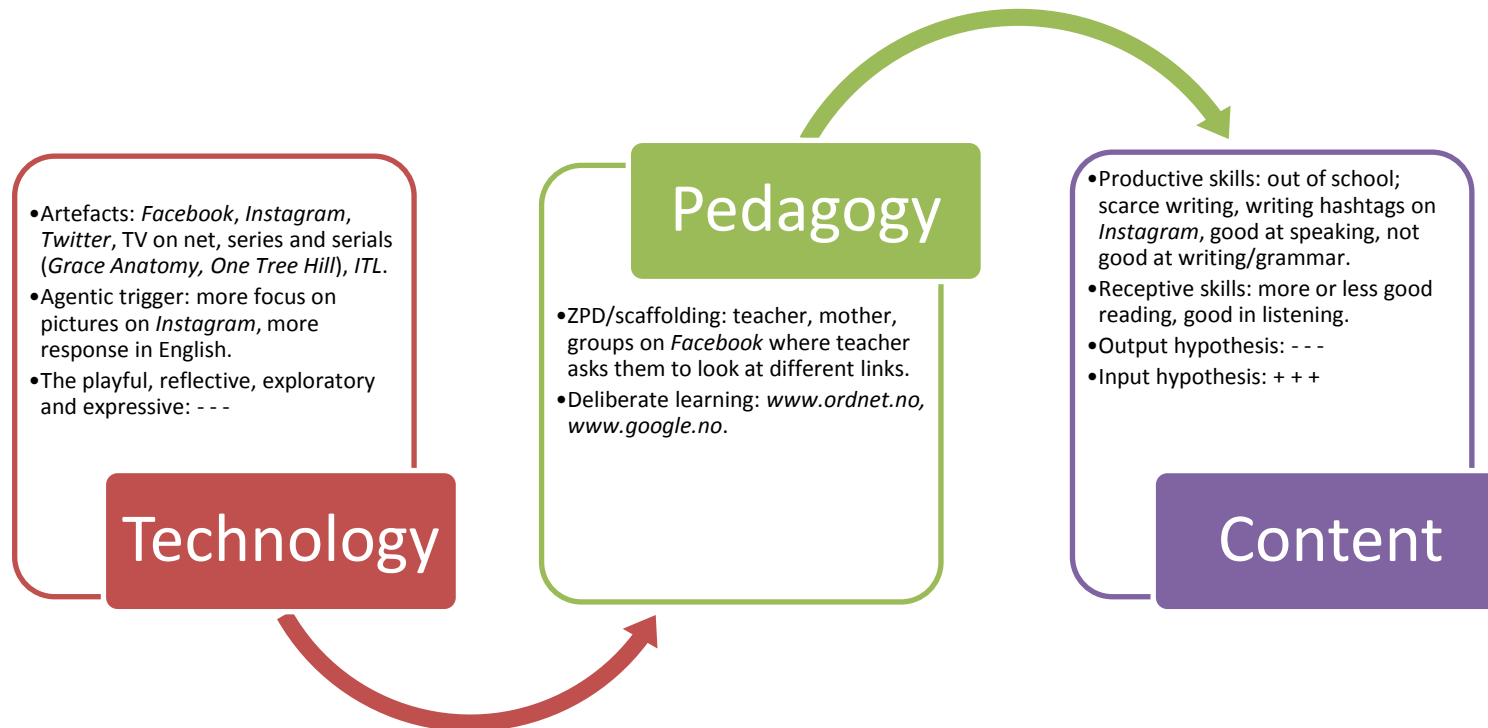 •Artefacts: Facebook, Instagram,
Twitter, TV on net, series and serials
(Grace Anatomy, One Tree Hill), ITL.
•Agentic trigger: more focus on
pictures on Instagram, more
response in English.
•The playful, reflective, exploratory
and expressive: - - -
Technology
Pedagogy
•ZPD/scaffolding: teacher, mother,
groups on Facebook where teacher
asks them to look at different links.
•Deliberate learning: www.ordnet.no,
www.google.no.
•Productive skills: out of school;
scarce writing, writing hashtags on
Instagram, good at speaking, not
good at writing/grammar.
•Receptive skills: more or less good
reading, good in listening.
•Output hypothesis: - - -
•Input hypothesis: + + +
Content